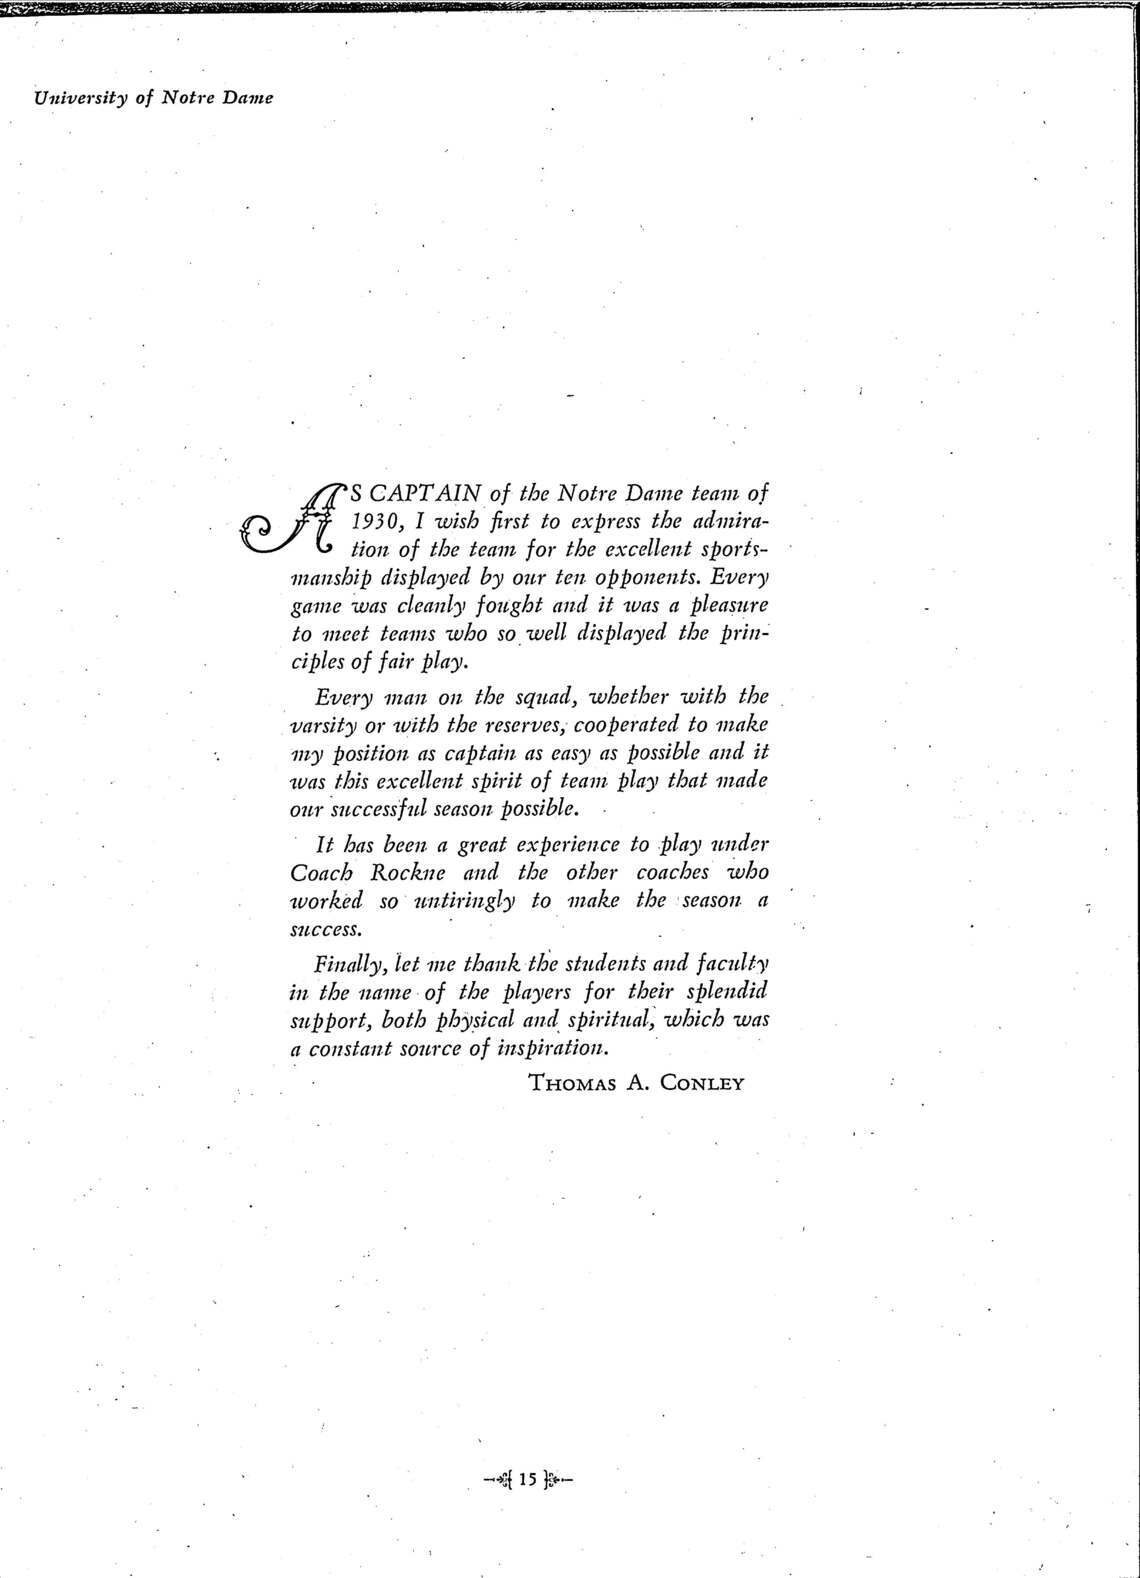 University of Notre Dame
AS CAPTAIN of the Notre Dame team of
1930, I wish first to express the admira-
tion of the team for the excellent sports-
manship displayed by our ten opponents. Every
game was cleanly fought and it was a pleasure
to meet teams who so well displayed the prin-
ciples of fair play.
Every man on the squad, whether with the
varsity or with the reserves, cooperated to make
my position as captain as easy as possible and it
was this excellent spirit of team play that made
our successful season possible.
It has been a great experience to play under
Coach Rockne and the other coaches who
worked so untiringly to make the season a
success.
Finally, let me thank the students and faculty
in the name of the players for their splendid
support, both physical and spiritual, which was
a constant source of inspiration.
THOMAS A. CONLEY
15